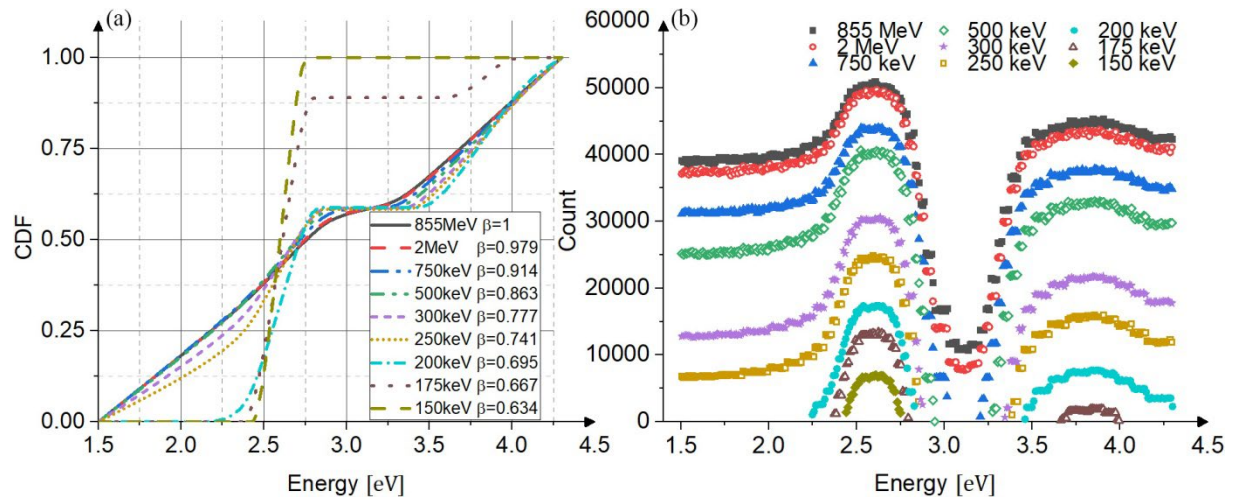 (a)
CDF
1.00
0.75
0.50
0.25
0.00
855MeV β=1
2MeV β=0.979
750keV β=0.914
500keV β=0.863
300keV β=0.777
250keV β=0.741
200keV β=0.695
175keV β=0.667
150keV β=0.634
1.5 2.0 2.5 3.0 3.5 4.0 4.5
Energy [eV]
(b)
Count
60000
50000
40000
30000
20000
10000
0
855 MeV 500 keV 200 keV
2 MeV 300 keV 175 keV
750 keV 250 keV 150 keV
1.5 2.0 2.5 3.0 3.5 4.0 4.5
Energy [eV]